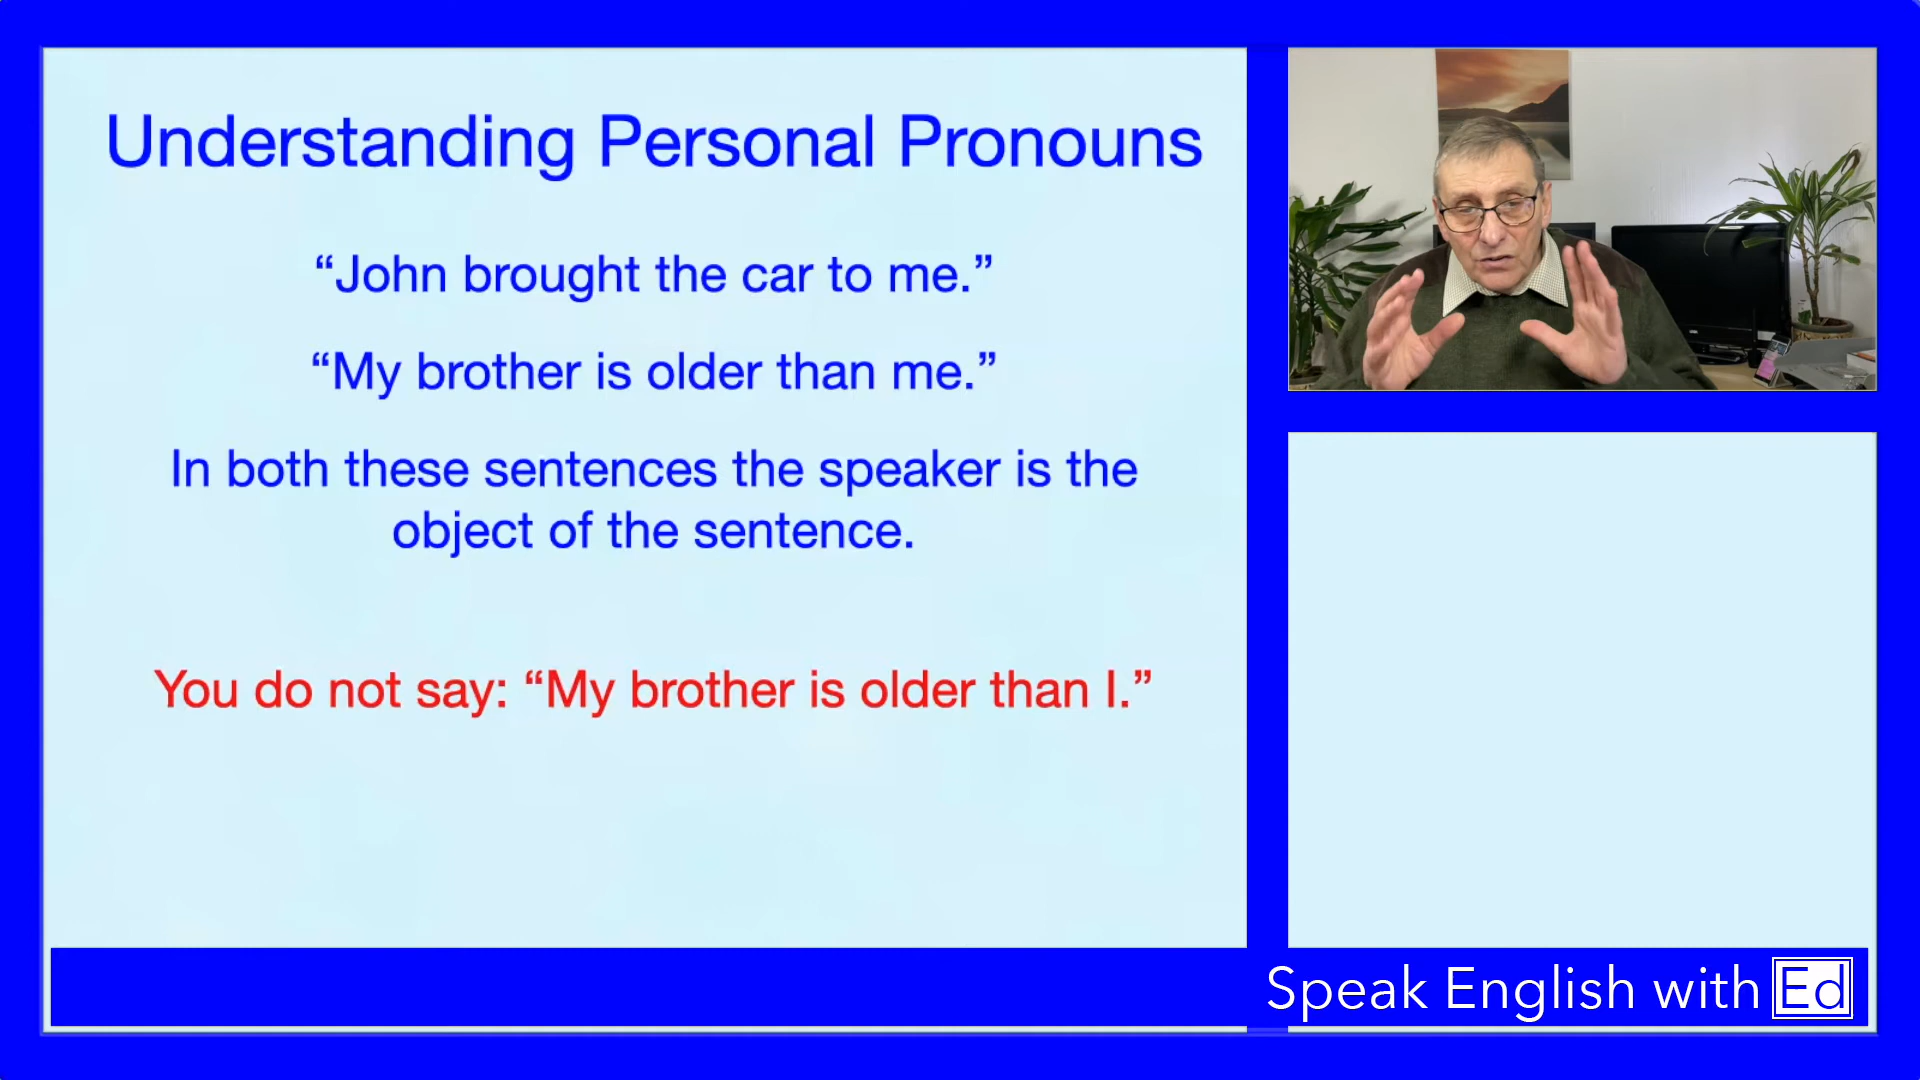 Understanding Personal Pronouns
“John brought the car to me.”
“My brother is older than me.”
In both these sentences the speaker is the
object of the sentence.
You do not say: “My brother is older than I.”
Speak English with Ed